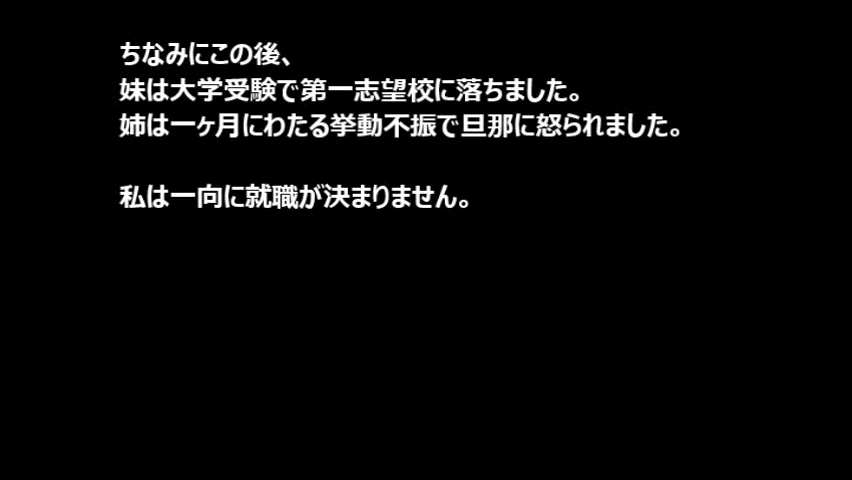 ちなみにこの後、
妹は大学受験で第一志望校に落ちました。
姉は一ヶ月にわたる挙動不振で旦那に怒られました。
私は一向に就職が決まりません。